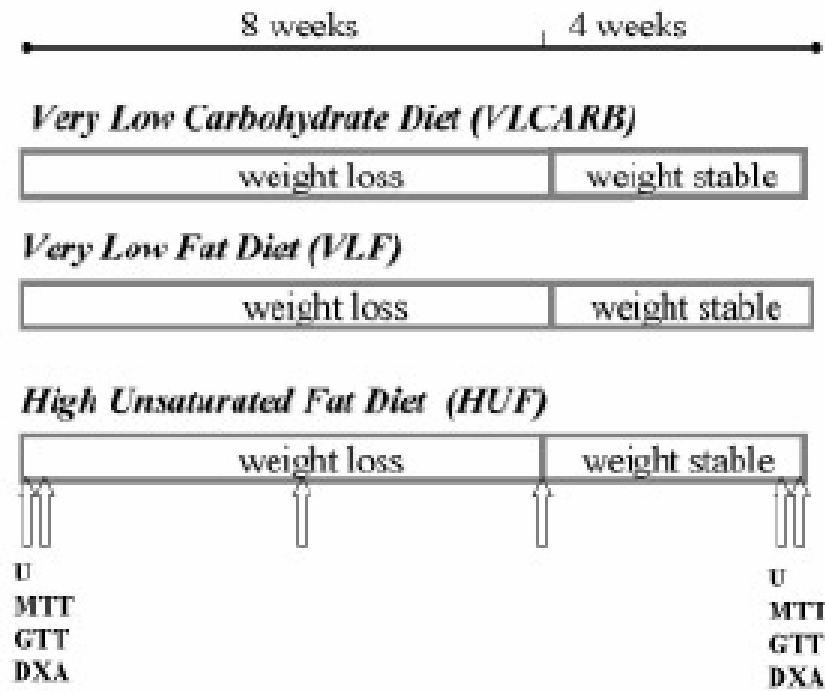 8 weeks 4 weeks
Very Low Carbohydrate Diet (VLCARB)
weight loss weight stable
Very Low Fat Diet (VLF)
weight loss weight stable
High Unsaturated Fat Diet (HUF)
weight loss weight stable
U U
MTT MTT
GTT GTT
DXA DXA